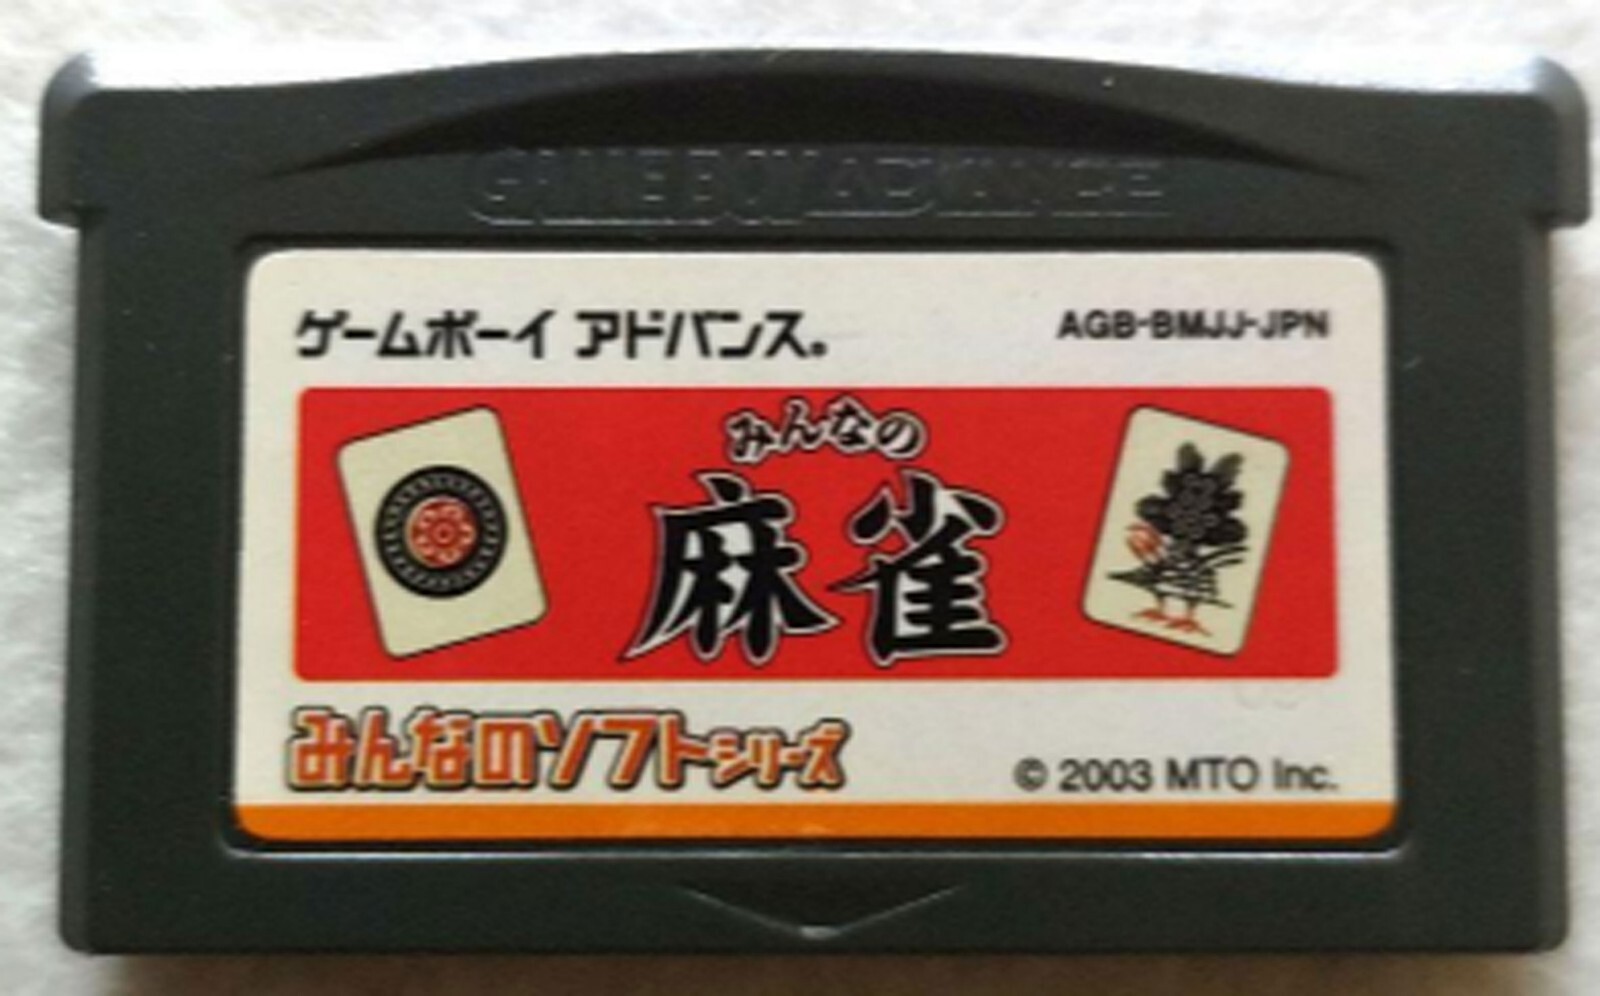 GAME BOY ADVANCE
ゲームボーイ アドバンス®
AGB-BMJJ-JPN
みんなの
麻雀
みんなのソフトシリーズ
© 2003 MTO Inc.